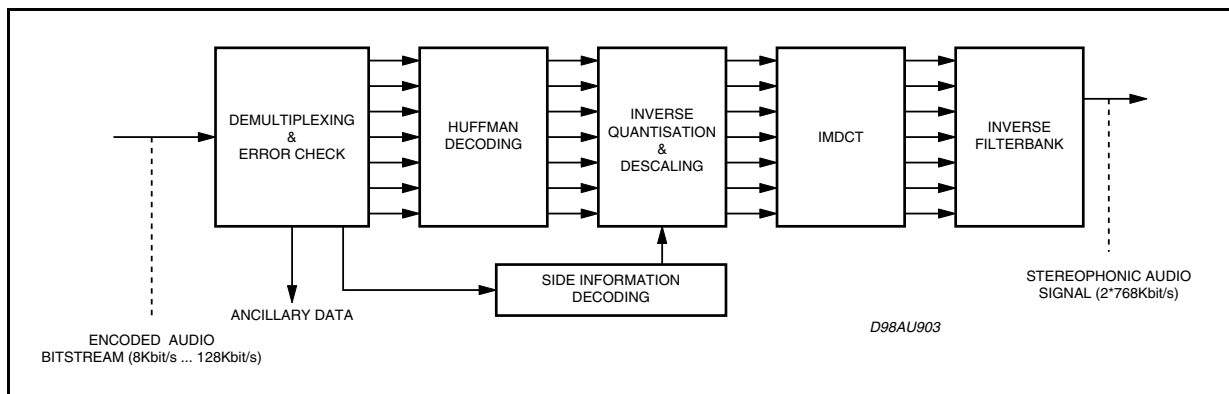 DEMULTIPLEXING
&
ERROR CHECK
HUFFMAN
DECODING
INVERSE
QUANTISATION
&
DESCALING
IMDCT
INVERSE
FILTERBANK
SIDE INFORMATION
DECODING
ANCILLARY DATA
ENCODED AUDIO
BITSTREAM (8Kbit/s ... 128Kbit/s)
STEREOPHONIC AUDIO
SIGNAL (2*768Kbit/s)
D98AU903